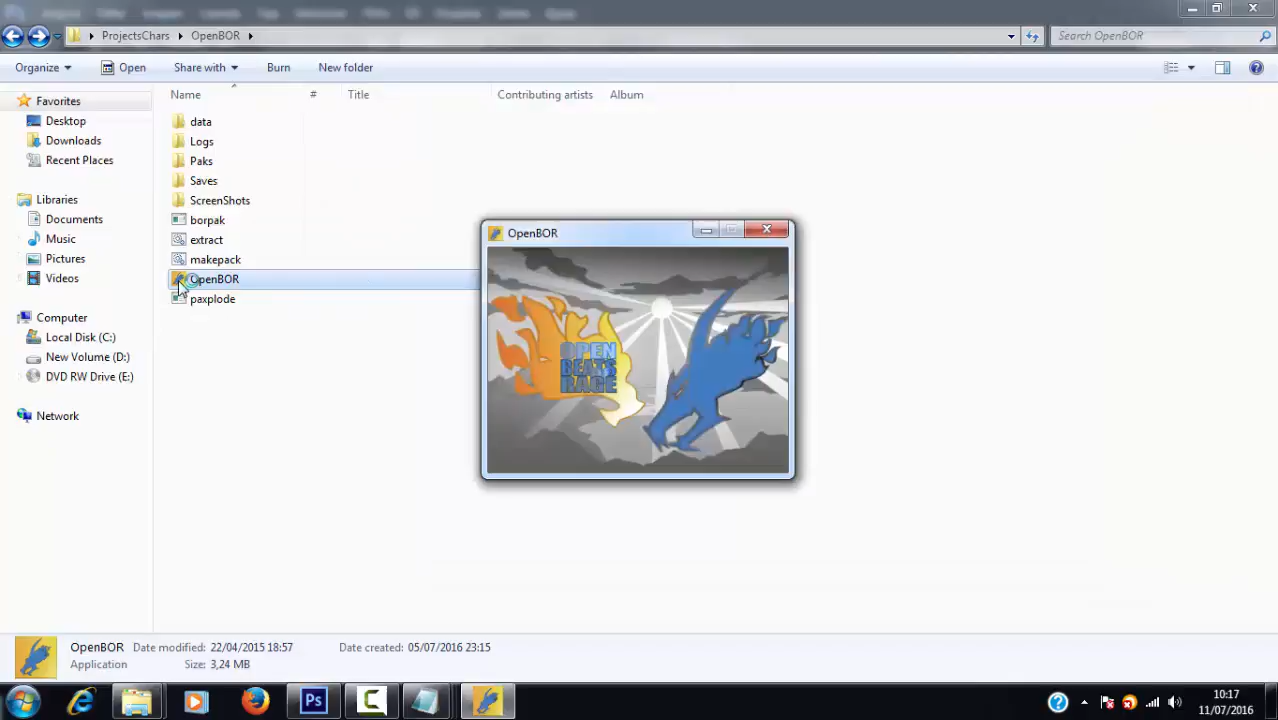 ProjectsChars
OpenBOR
Search OpenBOR
Organize
Open
Share with
Burn
New folder
Name
#
Title
Contributing artists
Album
Favorites
Desktop
Downloads
Recent Places
Libraries
Documents
Music
Pictures
Videos
Computer
Local Disk (C:)
New Volume (D:)
DVD RW Drive (E:)
Network
data
Logs
Paks
Saves
ScreenShots
borpak
extract
makepack
OpenBOR
paxplode
OpenBOR
OPEN
BEATS
RAGE
OpenBOR
Date modified: 22/04/2015 18:57
Date created: 05/07/2016 23:15
Application
Size: 3,24 MB
Ps
10:17
11/07/2016